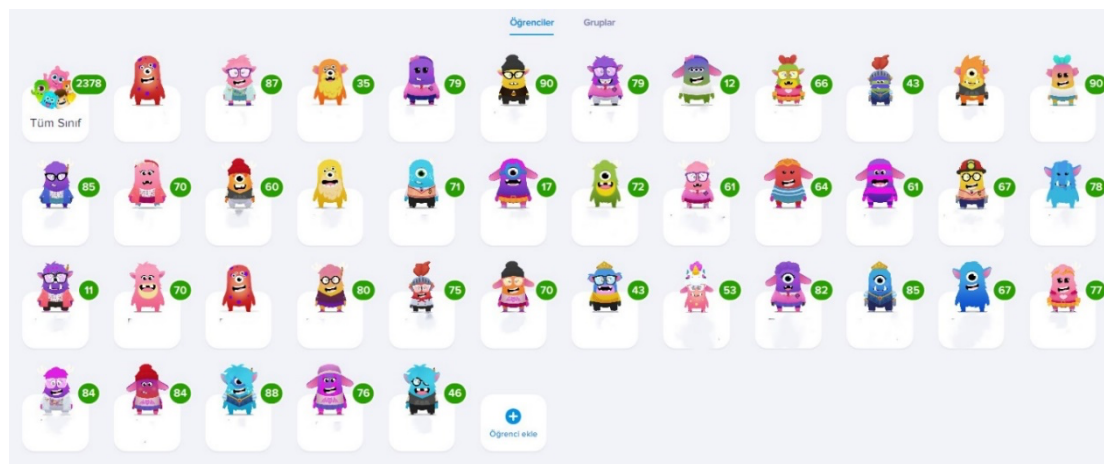 Öğrenciler Gruplar
2378 87 35 79 90 79 12 66 43 90
Tüm Sınıf
85 70 60 71 17 72 61 64 61 67 78
11 70 80 75 70 43 53 82 85 67 77
84 84 88 76 46
Öğrenci ekle